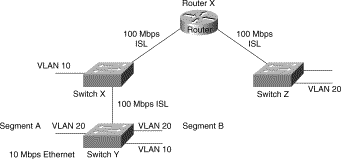 Router X
Router
100 Mbps
ISL
100 Mbps
ISL
VLAN 10
Switch X
Switch Z
VLAN 20
100 Mbps ISL
Segment A
VLAN 20
VLAN 20
Segment B
VLAN 10
10 Mbps Ethernet
Switch Y